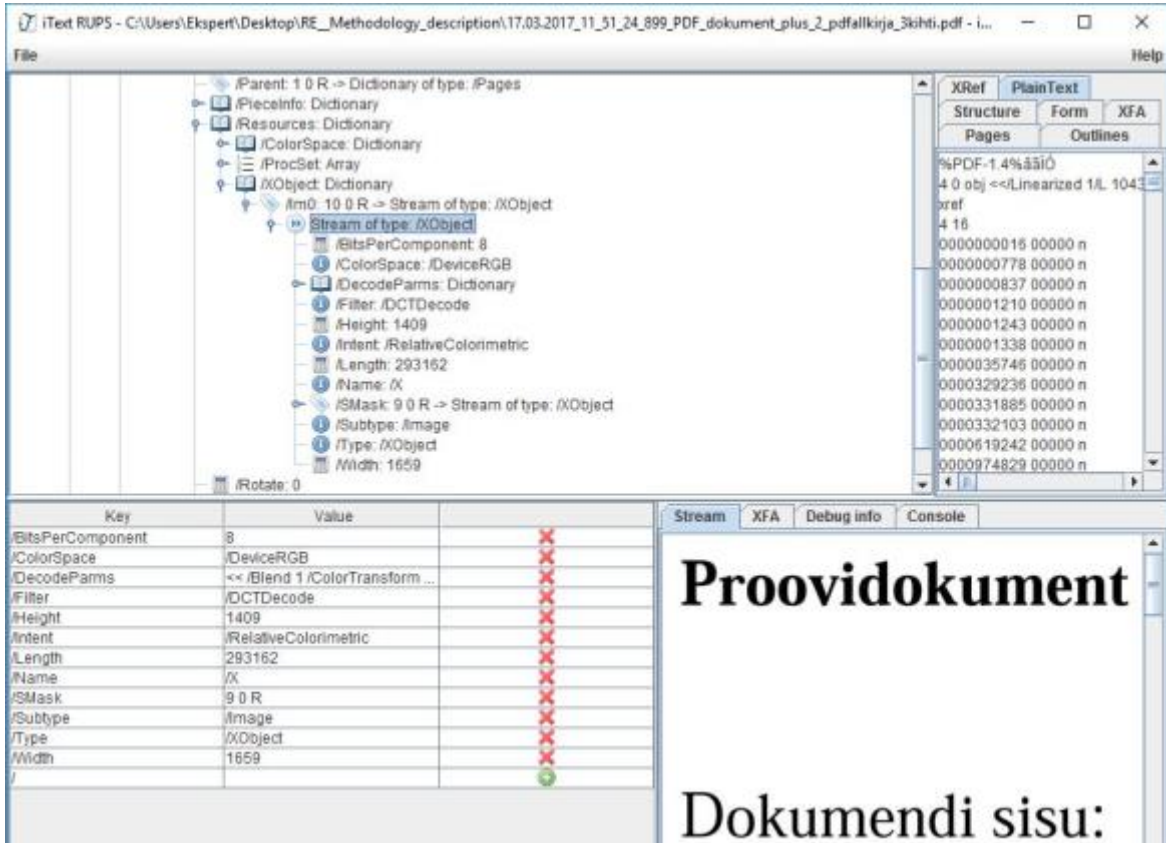 iText RUPS - C:\Users\Ekspert\Desktop\RE__Methodology_description\17.03.2017_11_51_24_899_PDF_dokument_plus_2_pdfallkirja_3kihti.pdf - i...
File
Help
/Parent: 1 0 R -> Dictionary of type: /Pages
/PieceInfo: Dictionary
/Resources: Dictionary
/ColorSpace: Dictionary
/ProcSet: Array
/XObject: Dictionary
/Im0: 10 0 R -> Stream of type: /XObject
Stream of type: /XObject
/BitsPerComponent: 8
/ColorSpace: /DeviceRGB
/DecodeParms: Dictionary
/Filter: /DCTDecode
/Height: 1409
/Intent: /RelativeColorimetric
/Length: 293162
/Name: /X
/SMask: 9 0 R -> Stream of type: /XObject
/Subtype: /Image
/Type: /XObject
/Width: 1659
/Rotate: 0
XRef PlainText
Structure Form XFA
Pages Outlines
%PDF-1.4%âãÏÓ
4 0 obj <</Linearized 1/L 1043
xref
4 16
0000000016 00000 n
0000000778 00000 n
0000000837 00000 n
0000001210 00000 n
0000001243 00000 n
0000001338 00000 n
0000035746 00000 n
0000329236 00000 n
0000331885 00000 n
0000332103 00000 n
0000619242 00000 n
0000974829 00000 n
Key Value
/BitsPerComponent 8
/ColorSpace /DeviceRGB
/DecodeParms << /Blend 1 /ColorTransform ...
/Filter /DCTDecode
/Height 1409
/Intent /RelativeColorimetric
/Length 293162
/Name /X
/SMask 9 0 R
/Subtype /Image
/Type /XObject
/Width 1659
/
Stream XFA Debug info Console
Proovidokument
Dokumendi sisu: